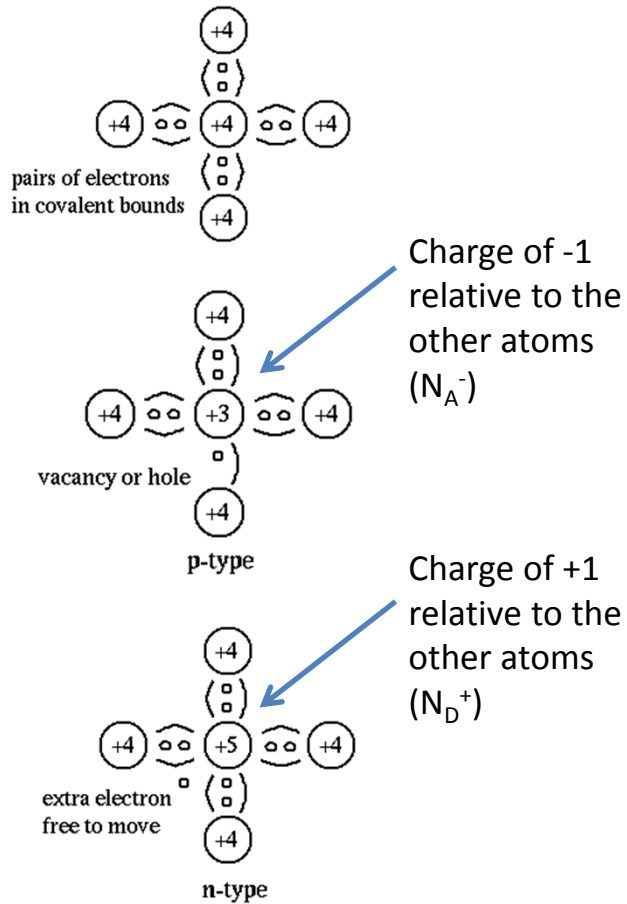 +4
+4 +4 +4
pairs of electrons
in covalent bounds
+4
Charge of -1
relative to the
other atoms
(N_A^-)
+4
+4 +3 +4
vacancy or hole
+4
p-type
Charge of +1
relative to the
other atoms
(N_D^+)
+4
+4 +5 +4
extra electron
free to move
+4
n-type